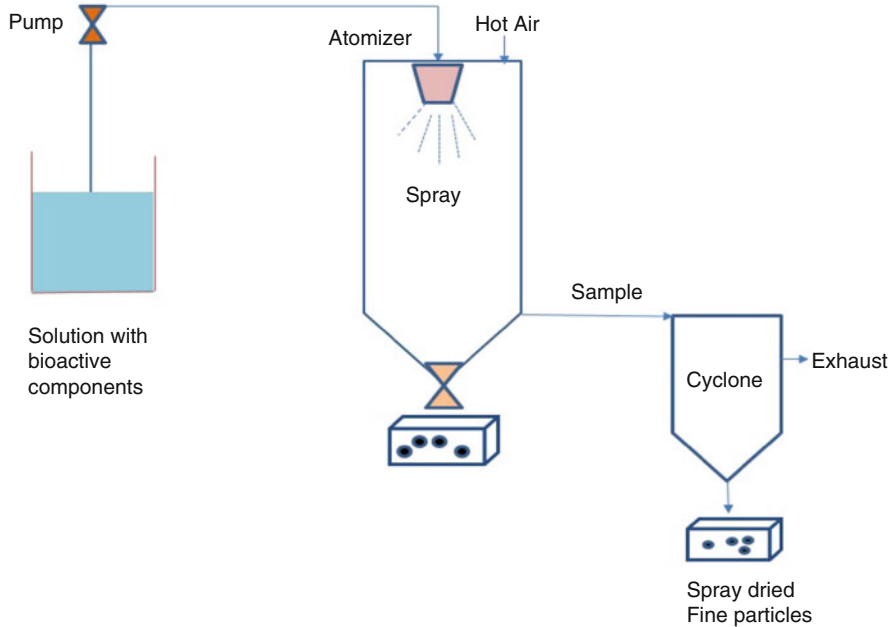 Pump
Atomizer
Hot Air
Spray
Solution with
bioactive
components
Sample
Cyclone
Exhaust
Spray dried
Fine particles